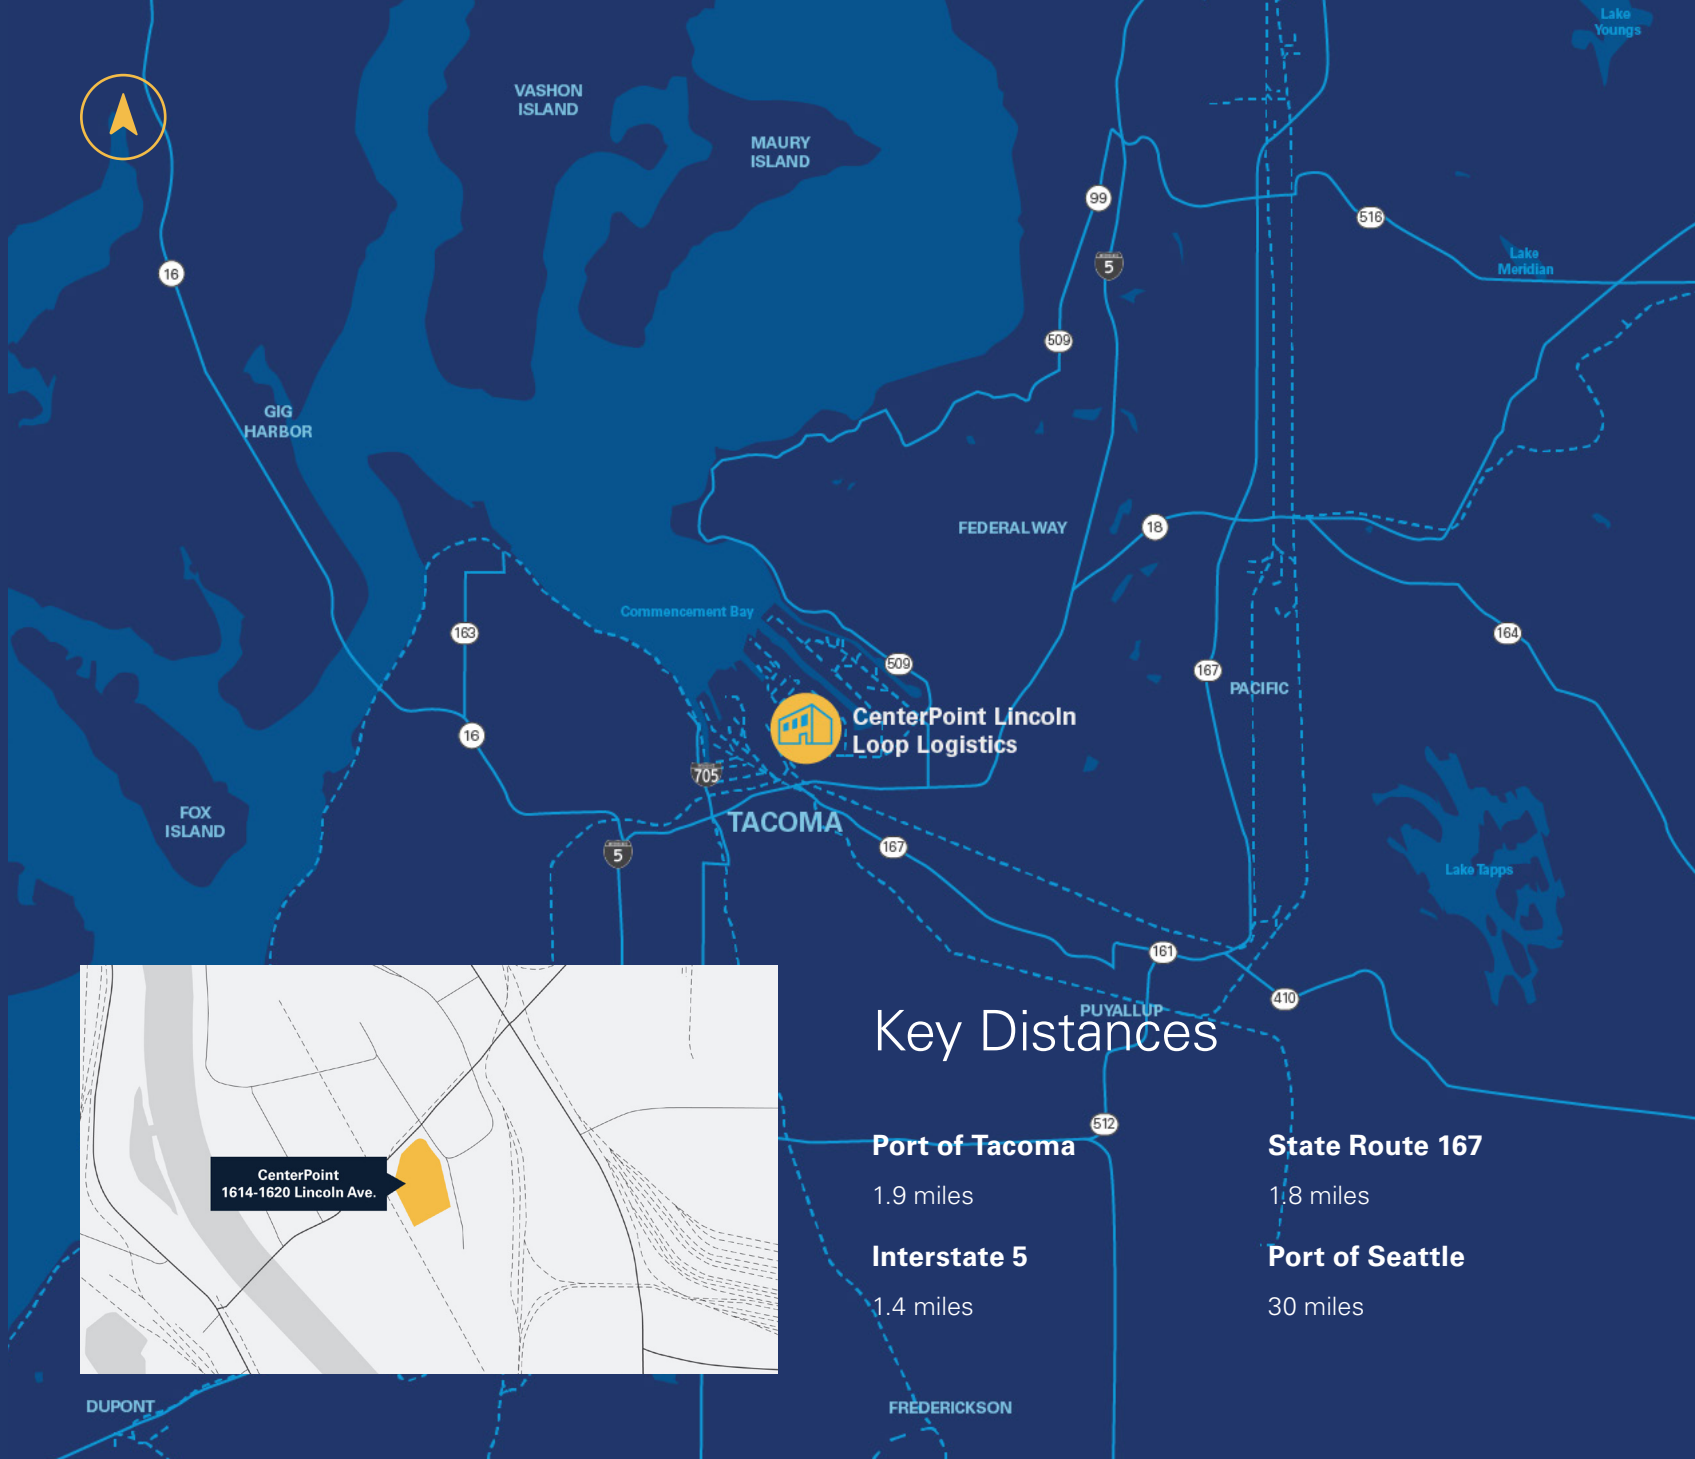 Lake
Youngs
VASHON
ISLAND
MAURY
ISLAND
99
516
5
Lake
Meridian
16
509
GIG
HARBOR
FEDERAL WAY
18
Commencement Bay
163
164
509
167
PACIFIC
CenterPoint Lincoln
Loop Logistics
16
705
FOX
ISLAND
TACOMA
5
167
Lake Tapps
161
410
PUYALLUP
Key Distances
512
Port of Tacoma
1.9 miles
State Route 167
1.8 miles
Interstate 5
1.4 miles
Port of Seattle
30 miles
CenterPoint
1614-1620 Lincoln Ave.
DUPONT
FREDERICKSON